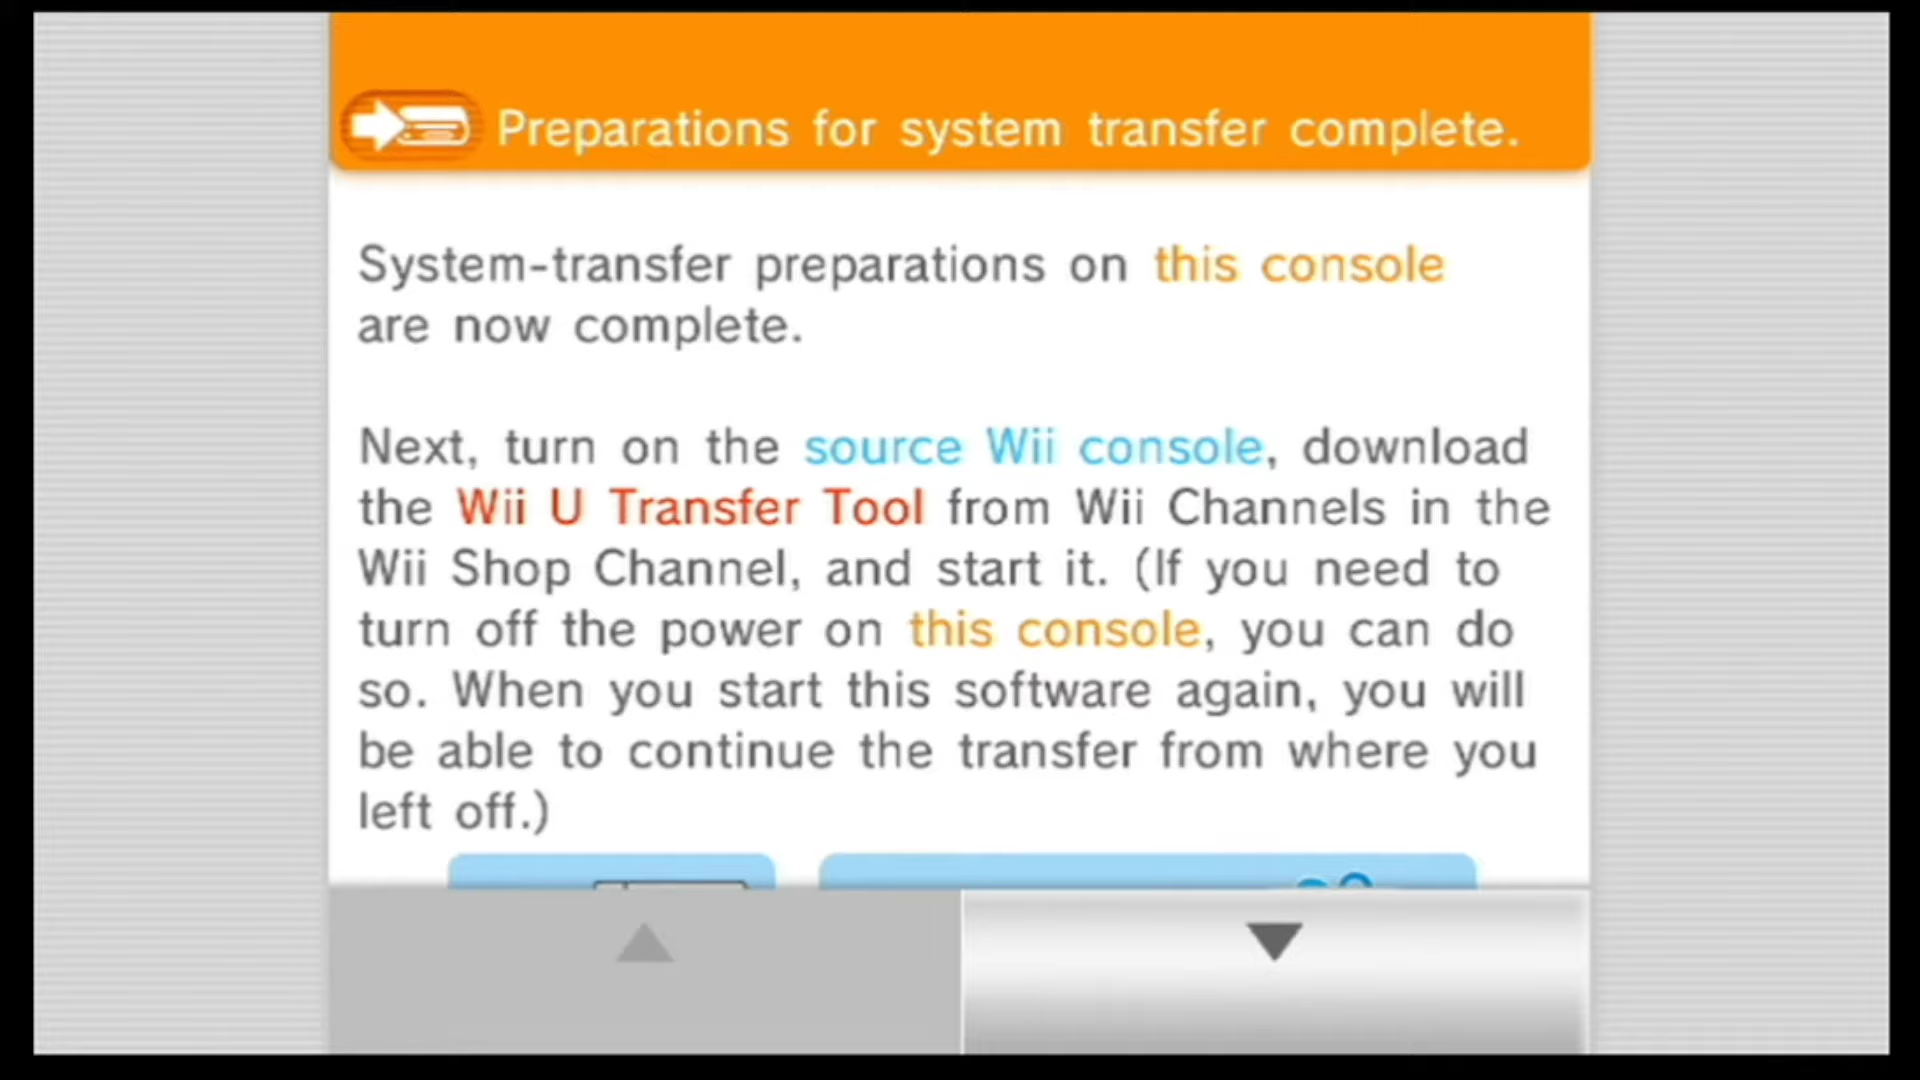 Preparations for system transfer complete.
System-transfer preparations on this console
are now complete.
Next, turn on the source Wii console, download
the Wii U Transfer Tool from Wii Channels in the
Wii Shop Channel, and start it. (If you need to
turn off the power on this console, you can do
so. When you start this software again, you will
be able to continue the transfer from where you
left off.)